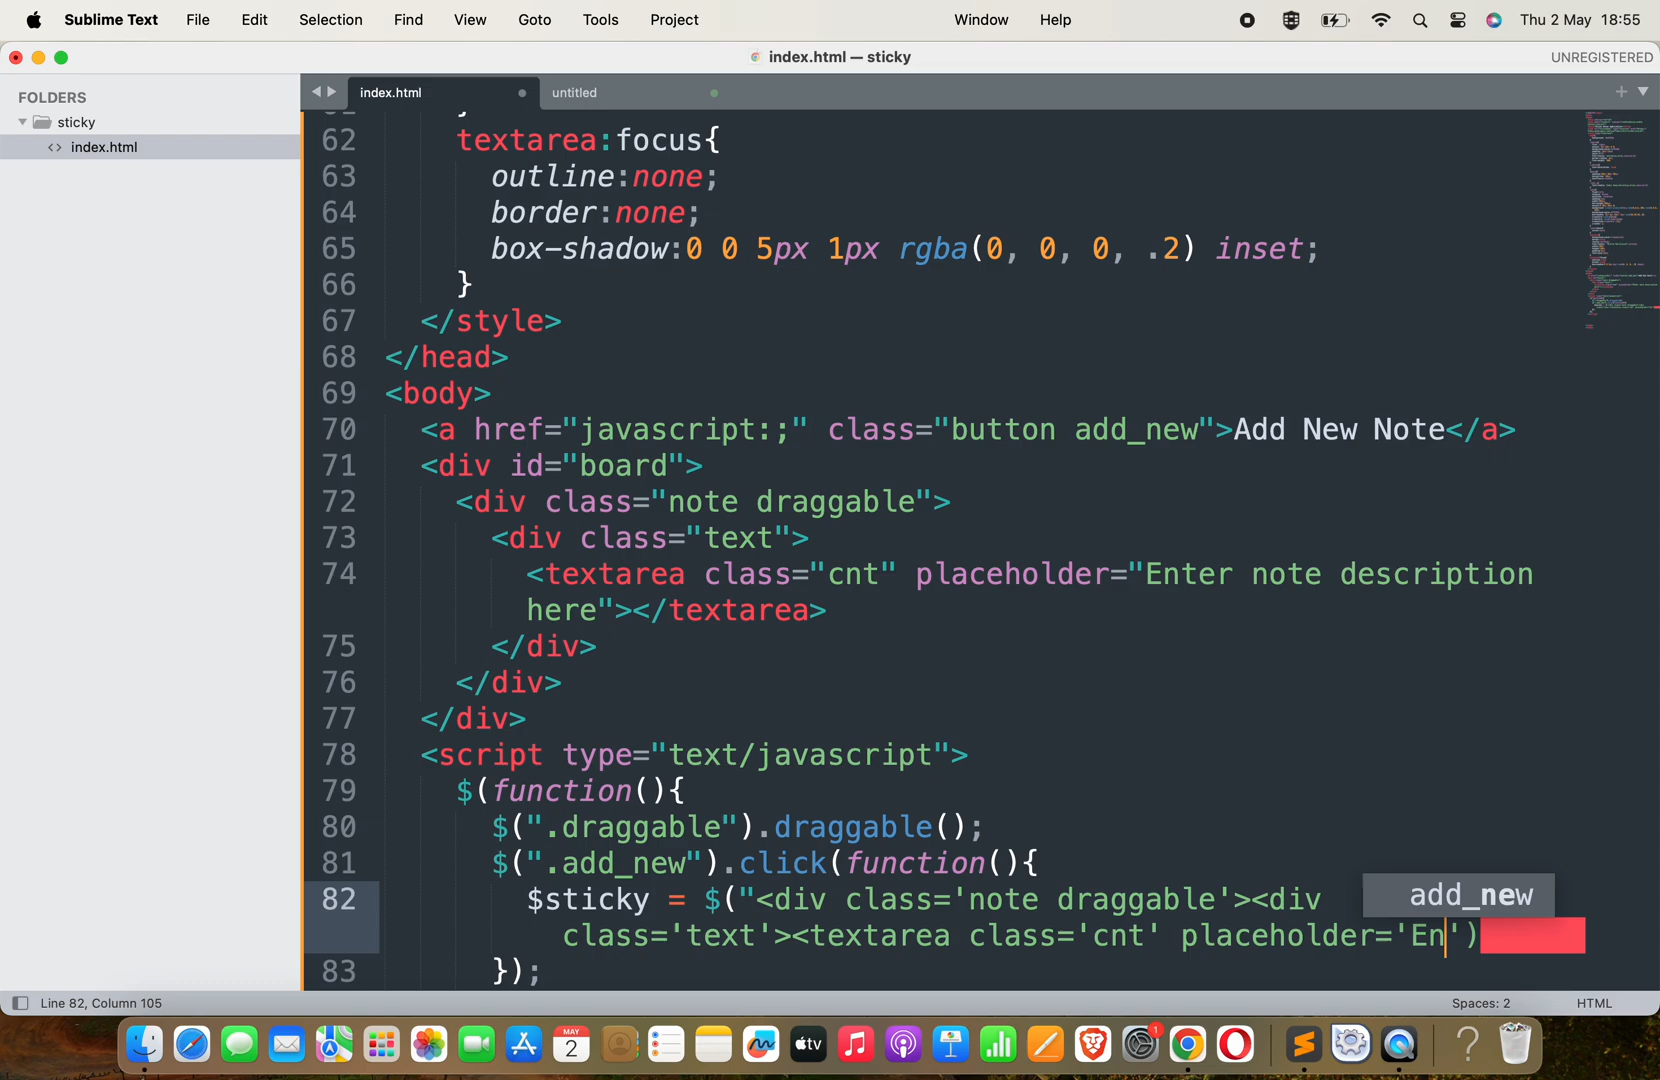 Sublime Text File Edit Selection Find View Goto Tools Project Window Help Thu 2 May 18:55
index.html — sticky UNREGISTERED
FOLDERS
sticky
index.html
index.html untitled
62 textarea:focus{
63 outline:none;
64 border:none;
65 box-shadow:0 0 5px 1px rgba(0, 0, 0, .2) inset;
66 }
67 </style>
68 </head>
69 <body>
70 <a href="javascript:;" class="button add_new">Add New Note</a>
71 <div id="board">
72 <div class="note draggable">
73 <div class="text">
74 <textarea class="cnt" placeholder="Enter note description
here"></textarea>
75 </div>
76 </div>
77 </div>
78 <script type="text/javascript">
79 $(function(){
80 $(".draggable").draggable();
81 $(".add_new").click(function(){
82 $sticky = $("<div class='note draggable'><div
add_new
class='text'><textarea class='cnt' placeholder='En')
83 });
Line 82, Column 105 Spaces: 2 HTML
MAY
2
tv
1